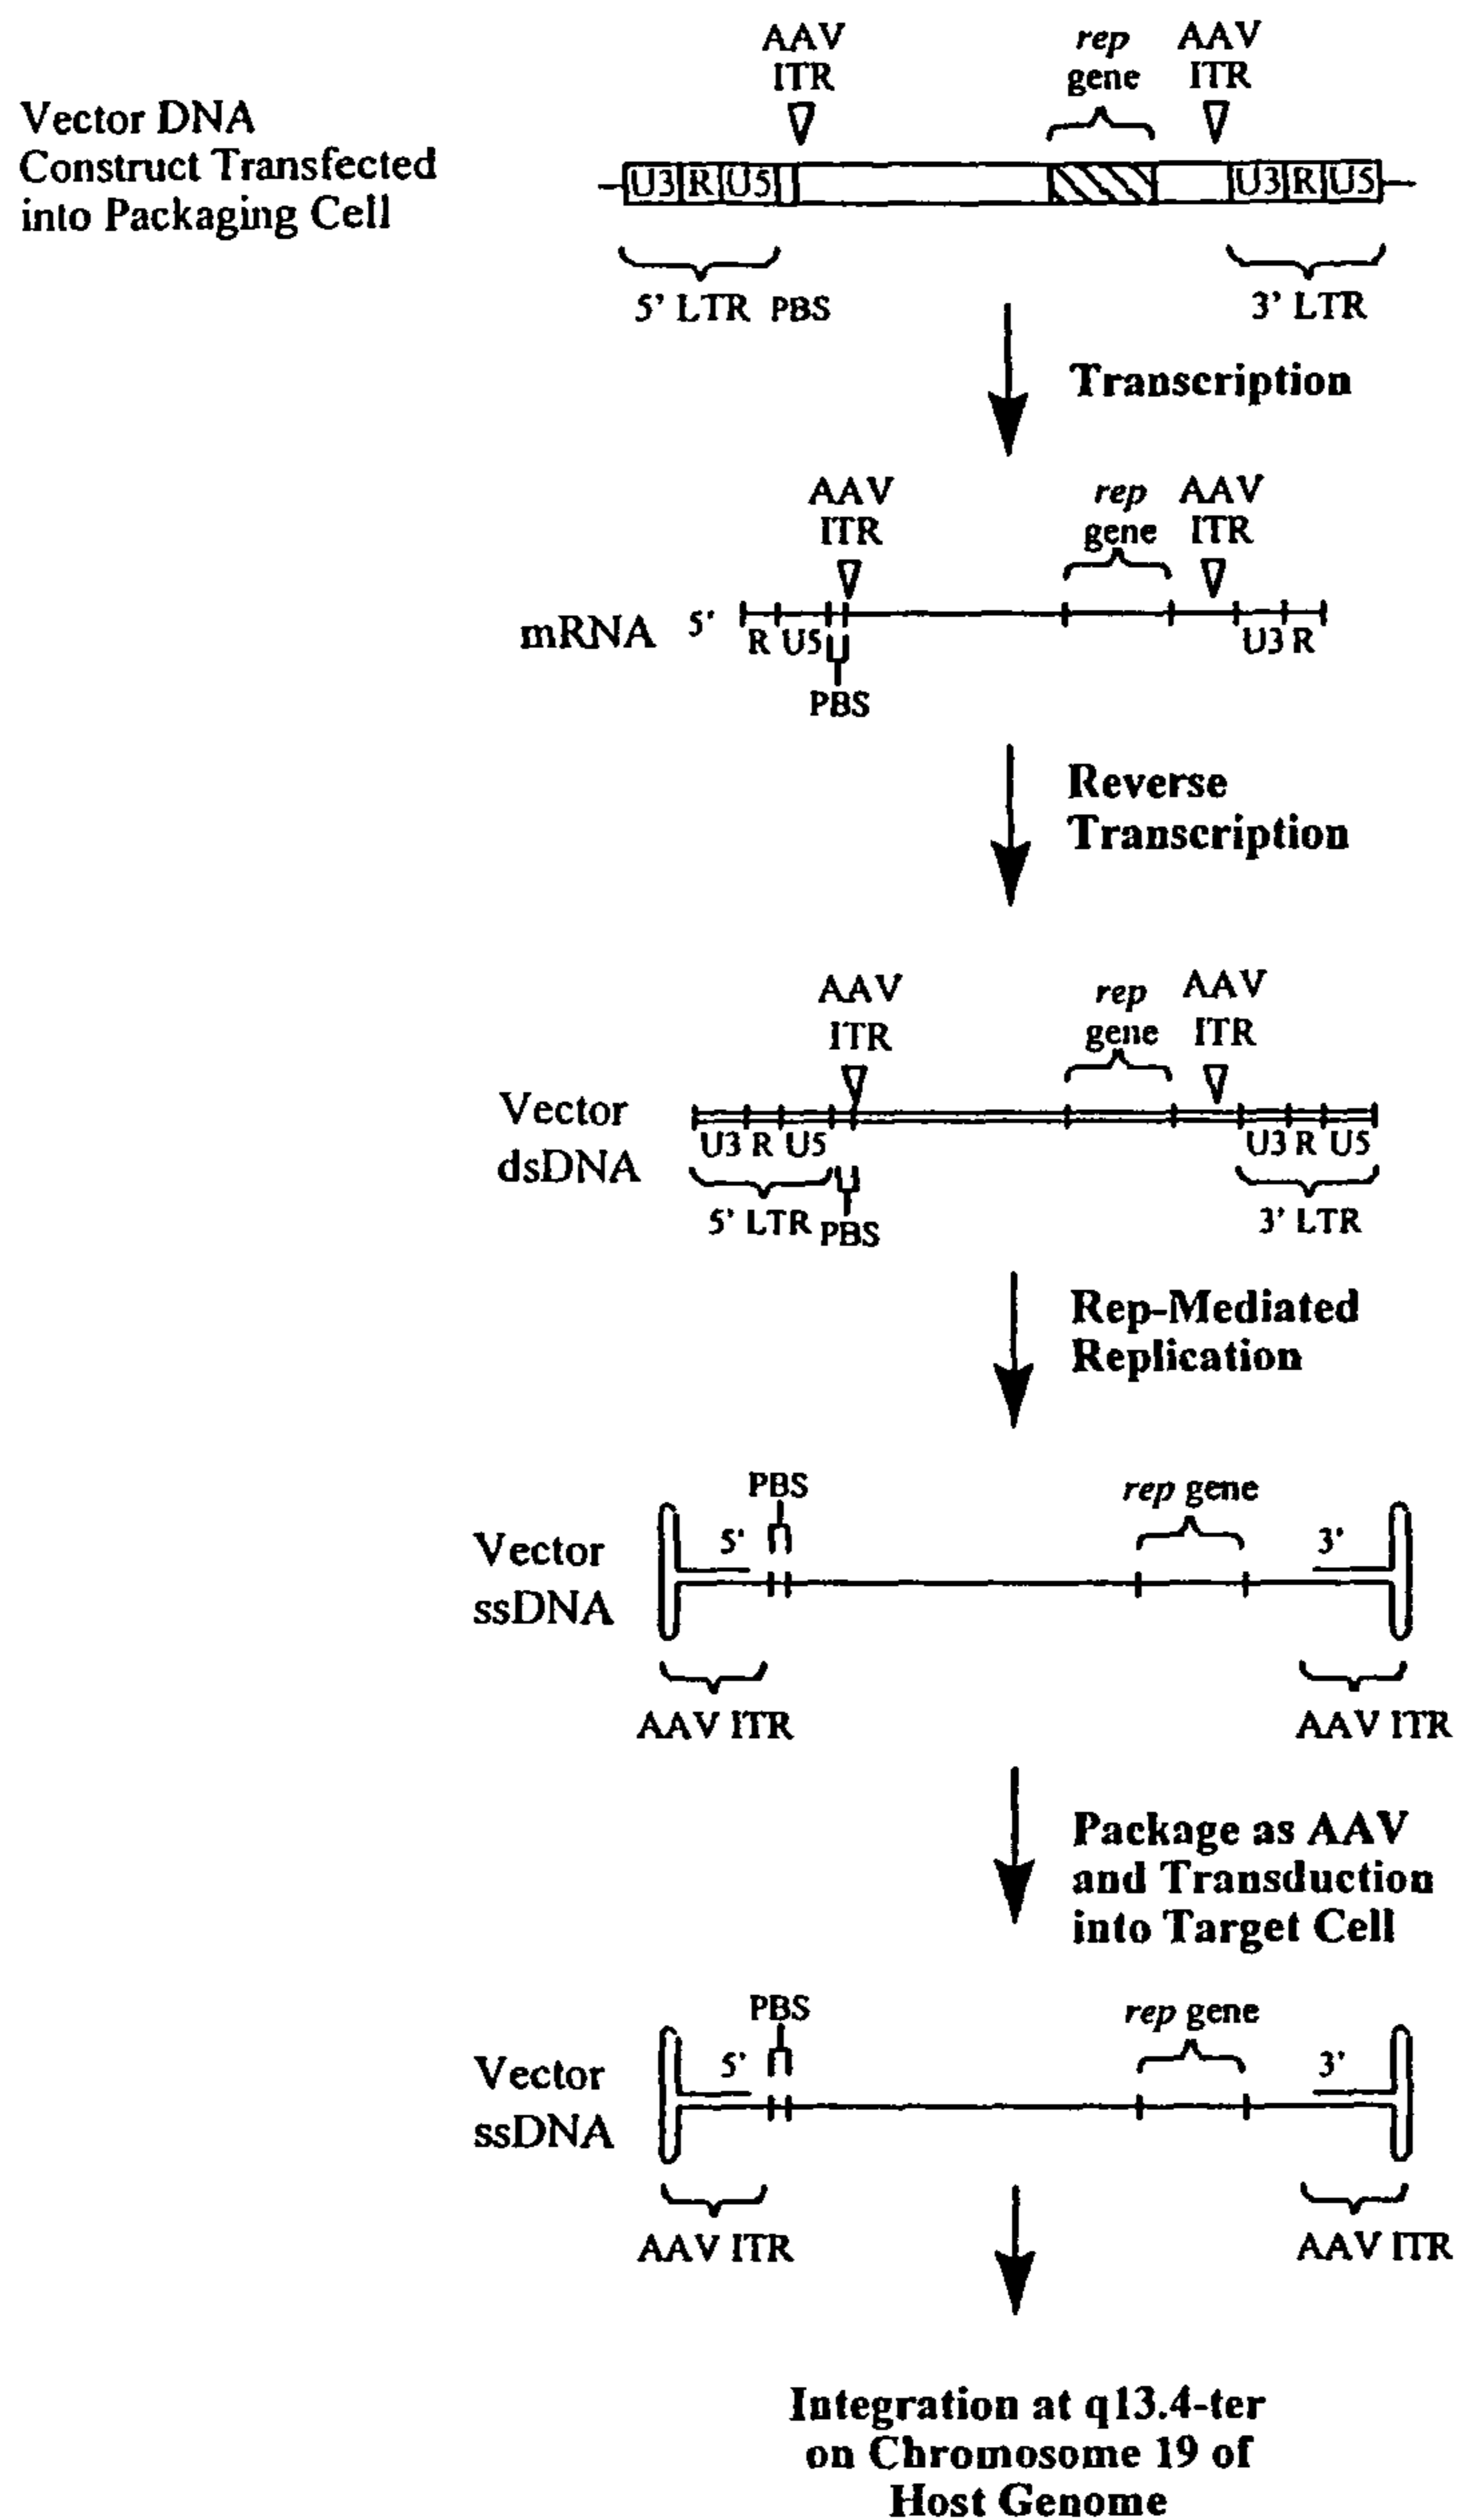 AAV
ITR
rep
gene
AAV
ITR
Vector DNA
Construct Transfected
into Packaging Cell
U3 R U5
U3 R U5
5' LTR PBS
3' LTR
Transcription
AAV
ITR
rep
gene
AAV
ITR
mRNA 5'
R U5
U3 R
PBS
Reverse
Transcription
AAV
ITR
rep
gene
AAV
ITR
Vector
dsDNA
U3 R U5
U3 R U5
5' LTR PBS
3' LTR
Rep-Mediated
Replication
PBS
rep gene
Vector
ssDNA
5'
3'
AAV ITR
AAV ITR
Package as AAV
and Transduction
into Target Cell
PBS
rep gene
Vector
ssDNA
5'
3'
AAV ITR
AAV ITR
Integration at q13.4-ter
on Chromosome 19 of
Host Genome